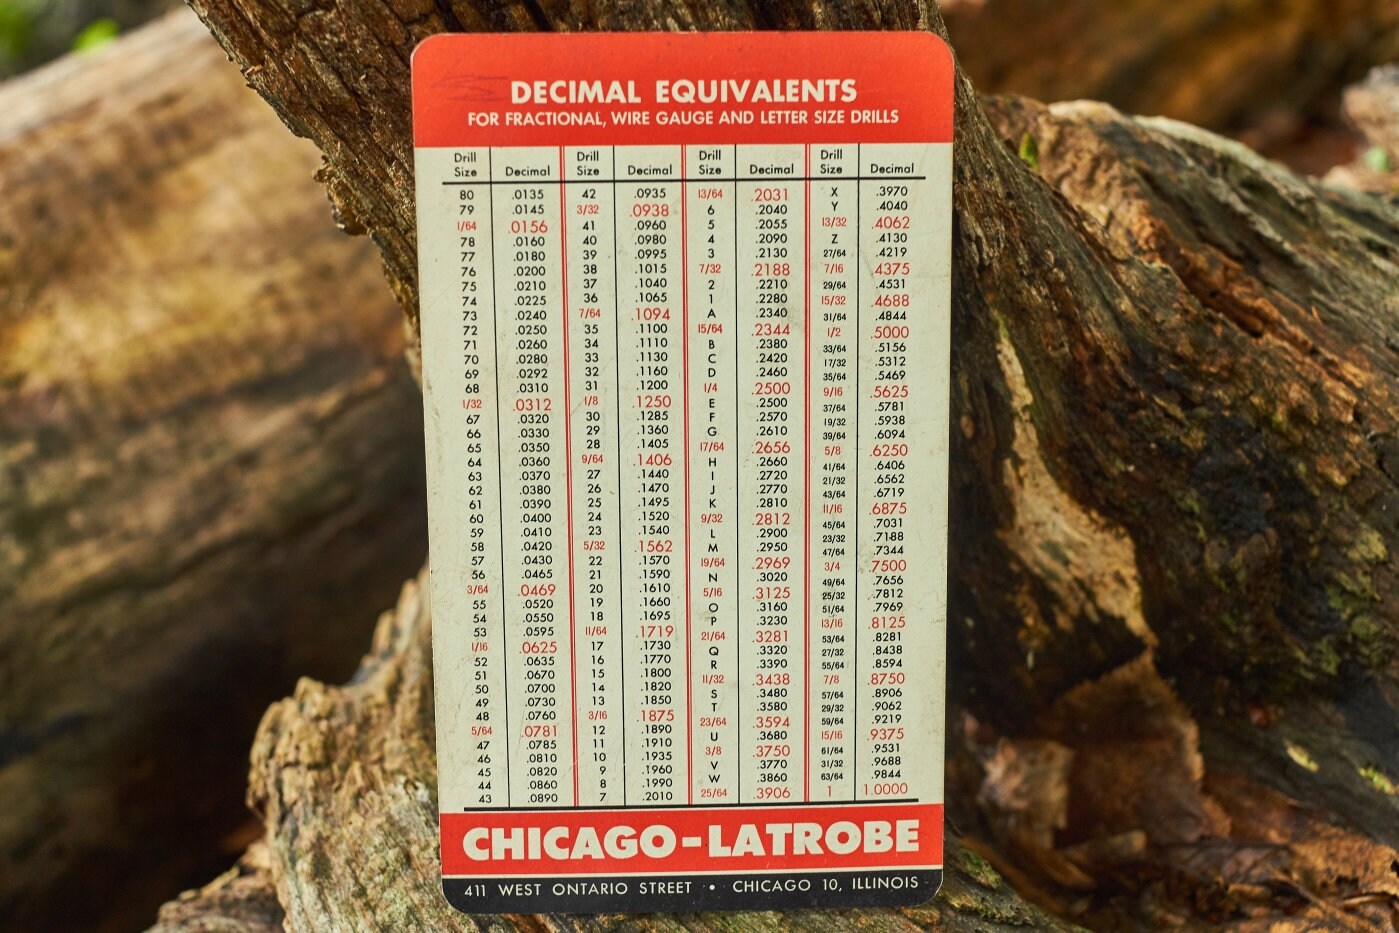 DECIMAL EQUIVALENTS
FOR FRACTIONAL, WIRE GAUGE AND LETTER SIZE DRILLS
Drill Size Decimal Drill Size Decimal Drill Size Decimal Drill Size Decimal
80 .0135 42 .0935 13/64 .2031 X .3970
79 .0145 3/32 .0938 6 .2040 Y .4040
1/64 .0156 41 .0960 5 .2055 13/32 .4062
78 .0160 40 .0980 4 .2090 Z .4130
77 .0180 39 .0995 3 .2130 27/64 .4219
76 .0200 38 .1015 7/32 .2188 7/16 .4375
75 .0210 37 .1040 2 .2210 29/64 .4531
74 .0225 36 .1065 1 .2280 15/32 .4688
73 .0240 7/64 .1094 A .2340 31/64 .4844
72 .0250 35 .1100 15/64 .2344 1/2 .5000
71 .0260 34 .1110 B .2380 33/64 .5156
70 .0280 33 .1130 C .2420 17/32 .5312
69 .0292 32 .1160 D .2460 35/64 .5469
68 .0310 31 .1200 1/4 .2500 9/16 .5625
1/32 .0312 1/8 .1250 E .2500 37/64 .5781
67 .0320 30 .1285 F .2570 19/32 .5938
66 .0330 29 .1360 G .2610 39/64 .6094
65 .0350 28 .1405 17/64 .2656 5/8 .6250
64 .0360 9/64 .1406 H .2660 41/64 .6406
63 .0370 27 .1440 I .2720 21/32 .6562
62 .0380 26 .1470 J .2770 43/64 .6719
61 .0390 25 .1495 K .2810 11/16 .6875
60 .0400 24 .1520 9/32 .2812 45/64 .7031
59 .0410 23 .1540 L .2900 23/32 .7188
58 .0420 5/32 .1562 M .2950 47/64 .7344
57 .0430 22 .1570 19/64 .2969 3/4 .7500
56 .0465 21 .1590 N .3020 49/64 .7656
3/64 .0469 20 .1610 5/16 .3125 25/32 .7812
55 .0520 19 .1660 O .3160 51/64 .7969
54 .0550 18 .1695 P .3230 13/16 .8125
53 .0595 11/64 .1719 21/64 .3281 53/64 .8281
1/16 .0625 17 .1730 Q .3320 27/32 .8438
52 .0635 16 .1770 R .3390 55/64 .8594
51 .0670 15 .1800 11/32 .3438 7/8 .8750
50 .0700 14 .1820 S .3480 57/64 .8906
49 .0730 13 .1850 T .3580 29/32 .9062
48 .0760 3/16 .1875 23/64 .3594 59/64 .9219
5/64 .0781 12 .1890 U .3680 15/16 .9375
47 .0785 11 .1910 3/8 .3750 61/64 .9531
46 .0810 10 .1935 V .3770 31/32 .9688
45 .0820 9 .1960 W .3860 63/64 .9844
44 .0860 8 .1990 25/64 .3906 1 1.0000
43 .0890 7 .2010
CHICAGO-LATROBE
411 WEST ONTARIO STREET • CHICAGO 10, ILLINOIS